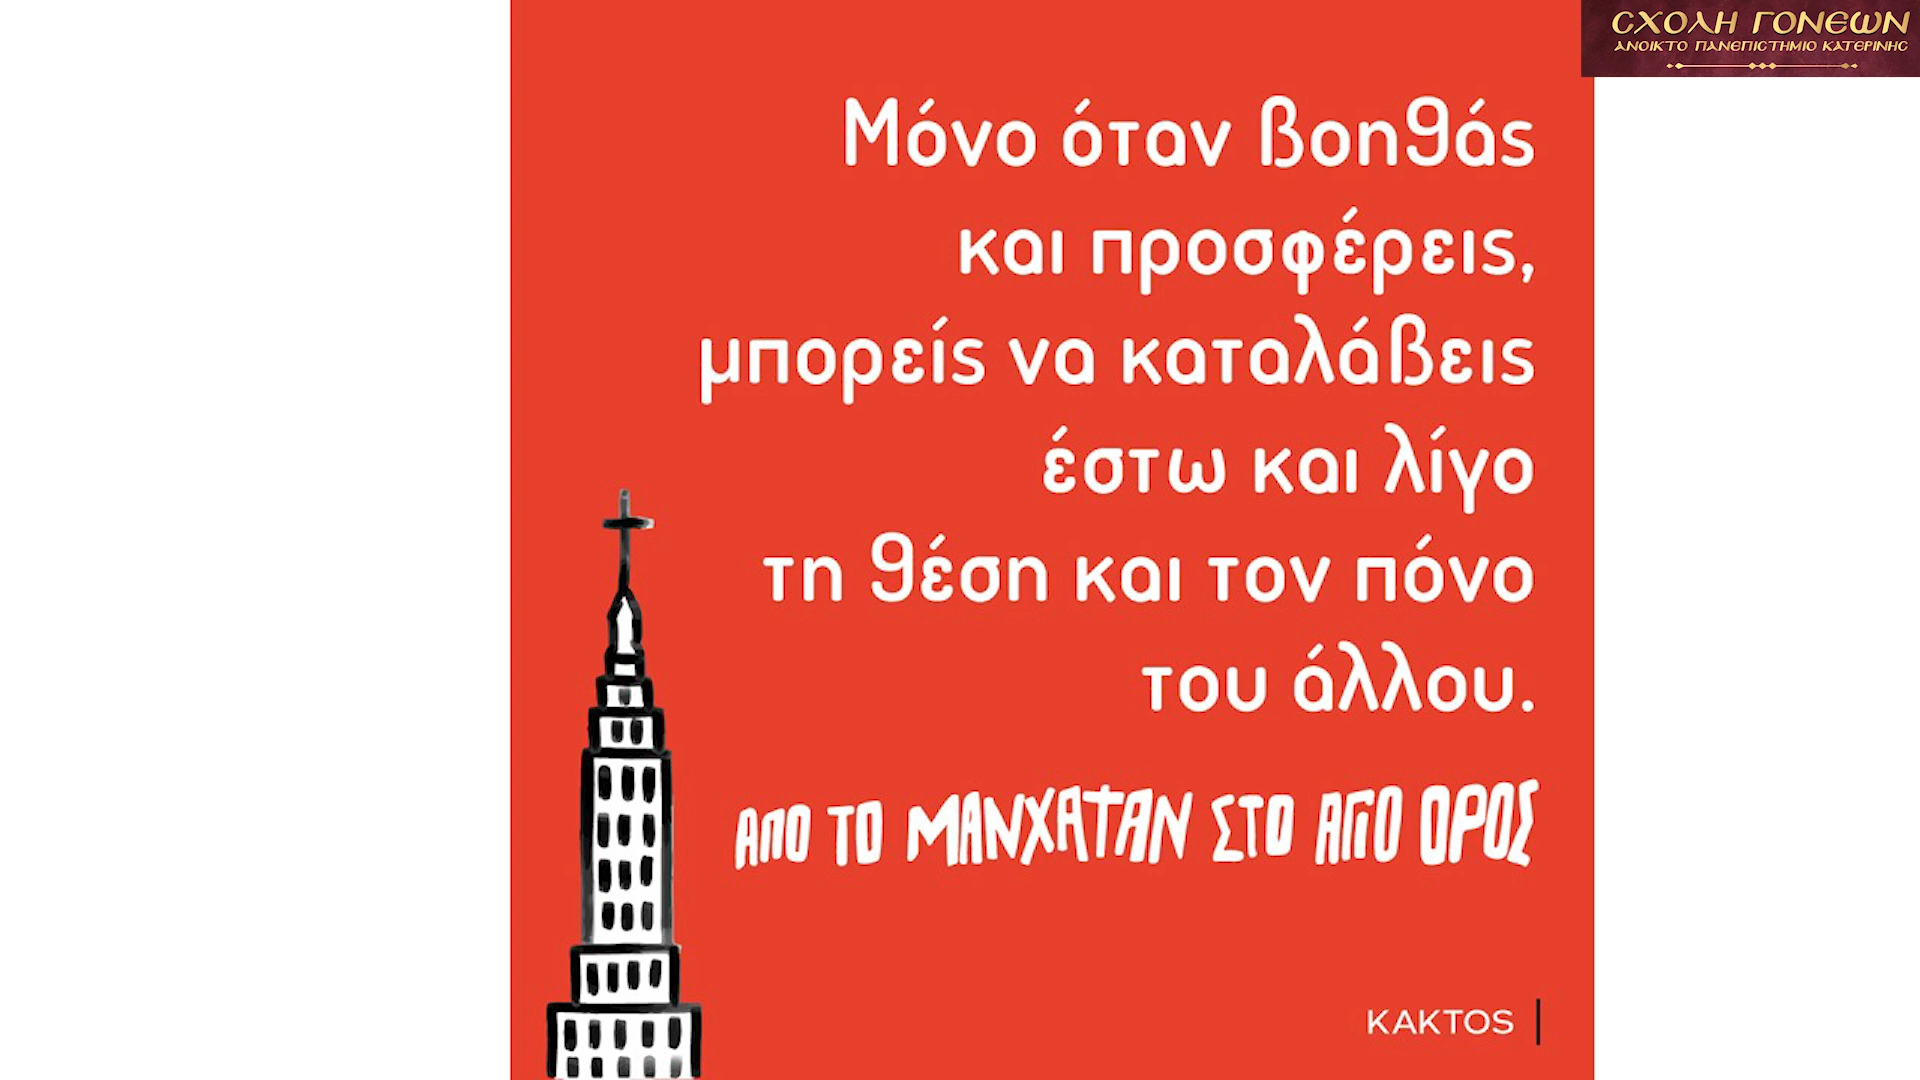 ΣΧΟΛΗ ΓΟΝΕΩΝ
ΑΝΟΙΚΤΟ ΠΑΝΕΠΙΣΤΗΜΙΟ ΚΑΤΕΡΙΝΗΣ
Μόνο όταν βοηθάς
και προσφέρεις,
μπορείς να καταλάβεις
έστω και λίγο
τη θέση και τον πόνο
του άλλου.
ΑΠΟ ΤΟ ΜΑΝΧΑΤΑΝ ΣΤΟ ΑΓΙΟ ΟΡΟΣ
KAKTOS